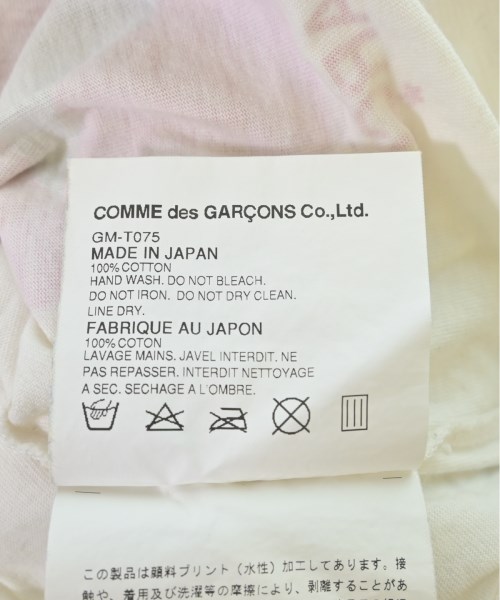 COMME des GARÇONS Co.,Ltd.
GM-T075
MADE IN JAPAN
100% COTTON
HAND WASH. DO NOT BLEACH.
DO NOT IRON. DO NOT DRY CLEAN.
LINE DRY.
FABRIQUE AU JAPON
100% COTON
LAVAGE MAINS. JAVEL INTERDIT. NE
PAS REPASSER. INTERDIT NETTOYAGE
A SEC. SECHAGE A L'OMBRE.
この製品は顔料プリント（水性）加工してあります。接
触や、着用及び洗濯等の摩擦により、剥離することがあ